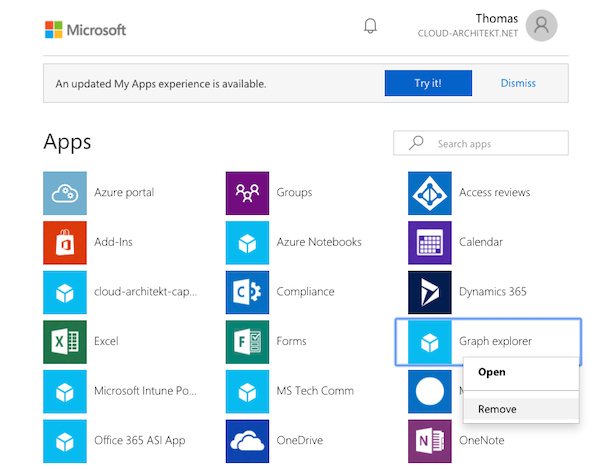 Microsoft
Thomas
CLOUD-ARCHITEKT.NET
An updated My Apps experience is available.
Try it!
Dismiss
Apps
Search apps
Azure portal
Groups
Access reviews
Add-Ins
Azure Notebooks
Calendar
cloud-architekt-cap...
Compliance
Dynamics 365
Excel
Forms
Graph explorer
Open
Microsoft Intune Po...
MS Tech Comm
Remove
Office 365 ASI App
OneDrive
OneNote